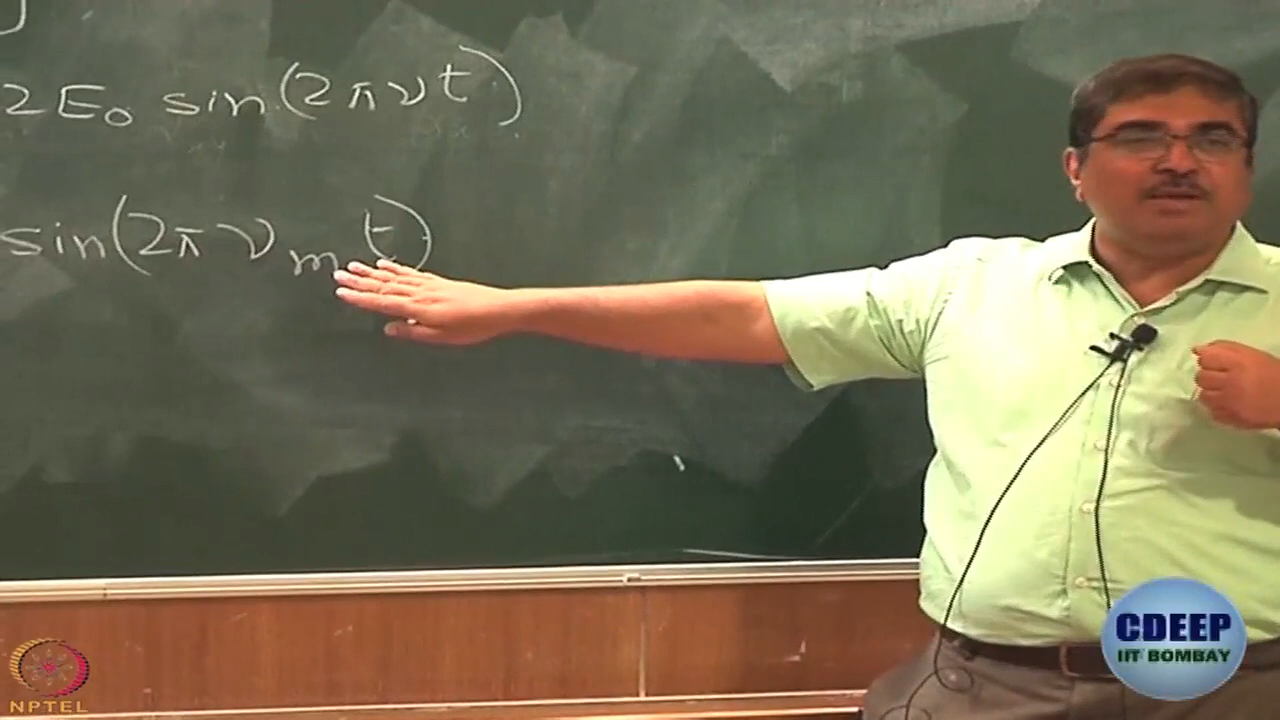 2E₀ sin(2πνt)
sin(2πν_m t)
CDEEP
IIT BOMBAY
NPTEL